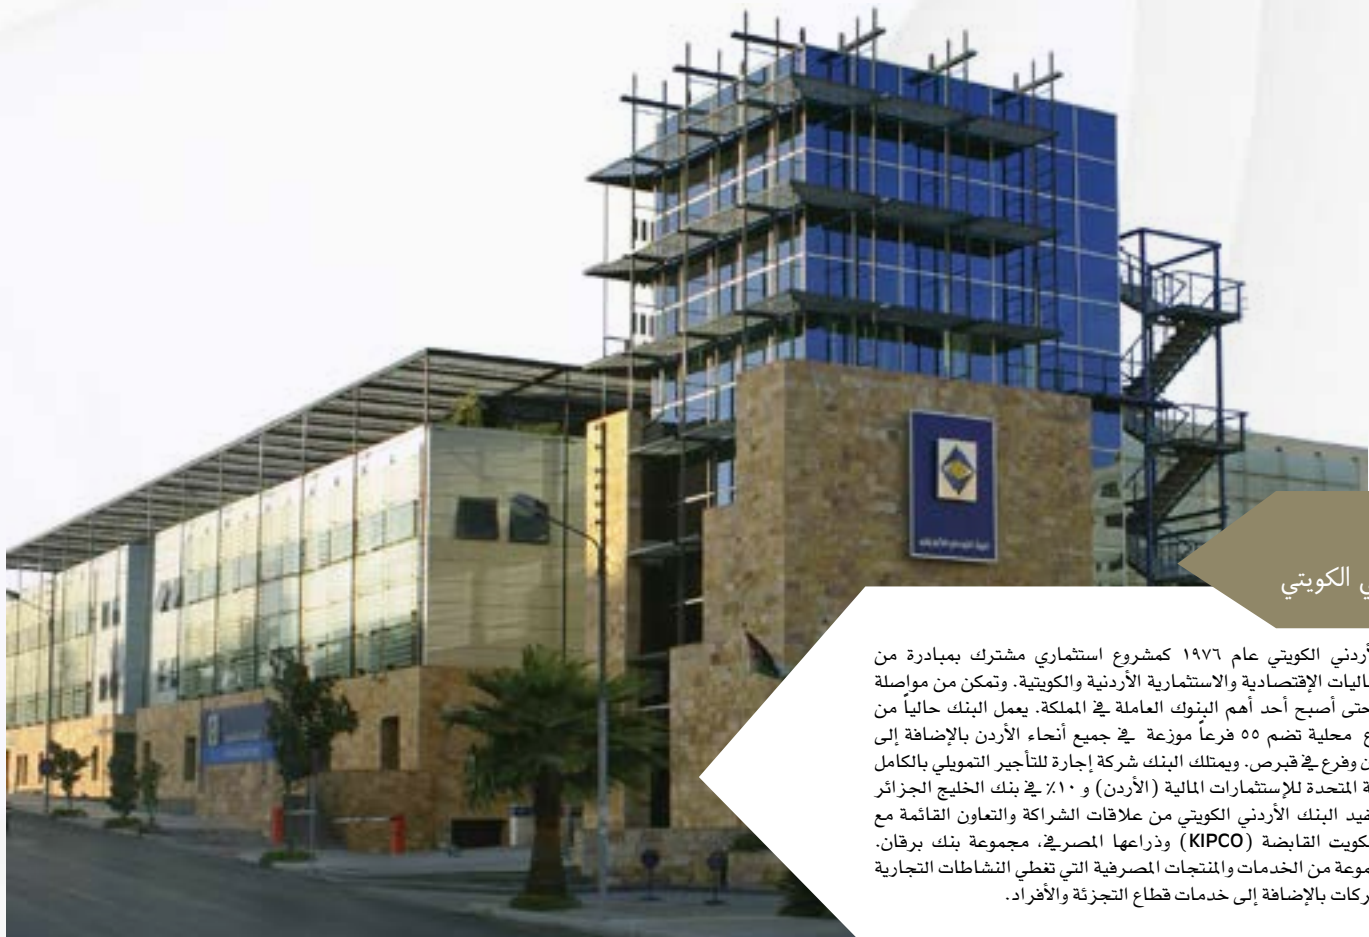 ي الكويتي
أردني الكويتي عام ١٩٧٦ كمشروع استثماري مشترك بمبادرة من
اليات الإقتصادية والاستثمارية الأردنية والكويتية. وتمكن من مواصلة
حتى أصبح أحد أهم البنوك العاملة في المملكة. يعمل البنك حالياً من
ع محلية تضم ٥٥ فرعاً موزعة في جميع أنحاء الأردن بالإضافة إلى
ن وفرع في قبرص. ويمتلك البنك شركة إجارة للتأجير التمويلي بالكامل
ة المتحدة للإستثمارات المالية (الأردن) و ١٠٪ في بنك الخليج الجزائر
فيد البنك الأردني الكويتي من علاقات الشراكة والتعاون القائمة مع
كويت القابضة (KIPCO) وذراعها المصرفي، مجموعة بنك برقان.
موعة من الخدمات والمنتجات المصرفية التي تغطي النشاطات التجارية
ركات بالإضافة إلى خدمات قطاع التجزئة والأفراد.